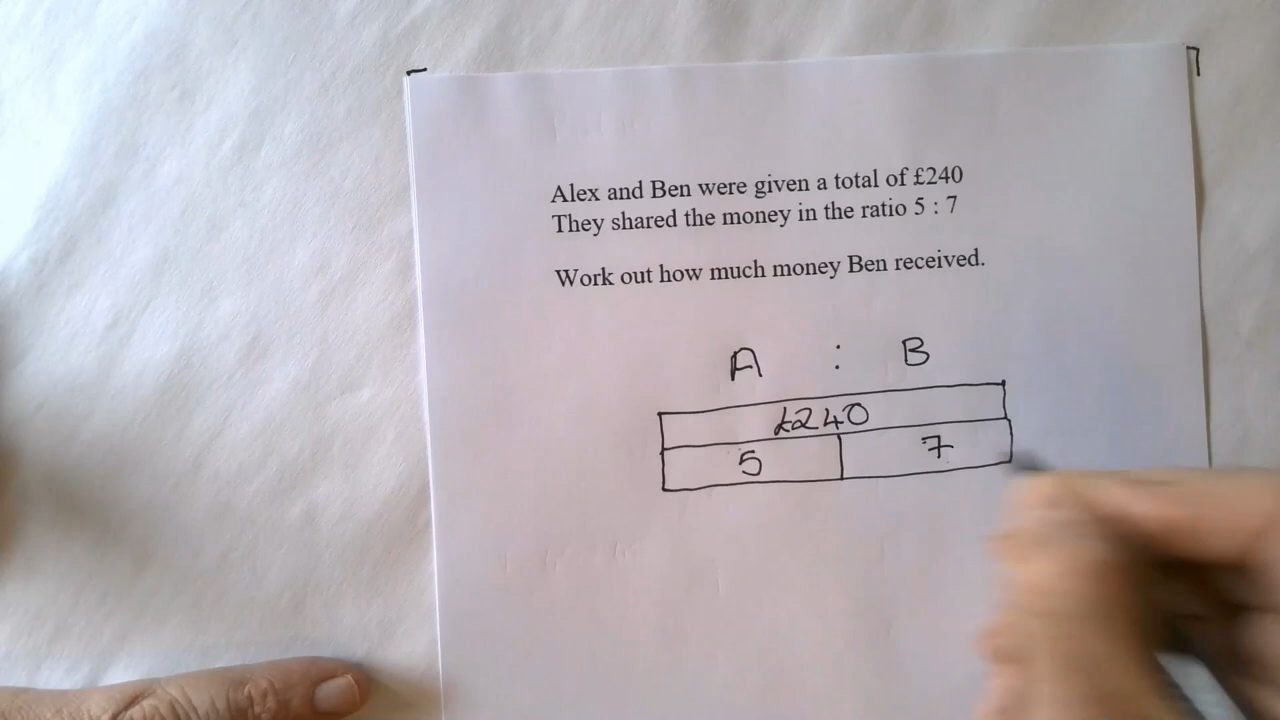 Alex and Ben were given a total of £240
They shared the money in the ratio 5 : 7
Work out how much money Ben received.
A : B
£240
5 7